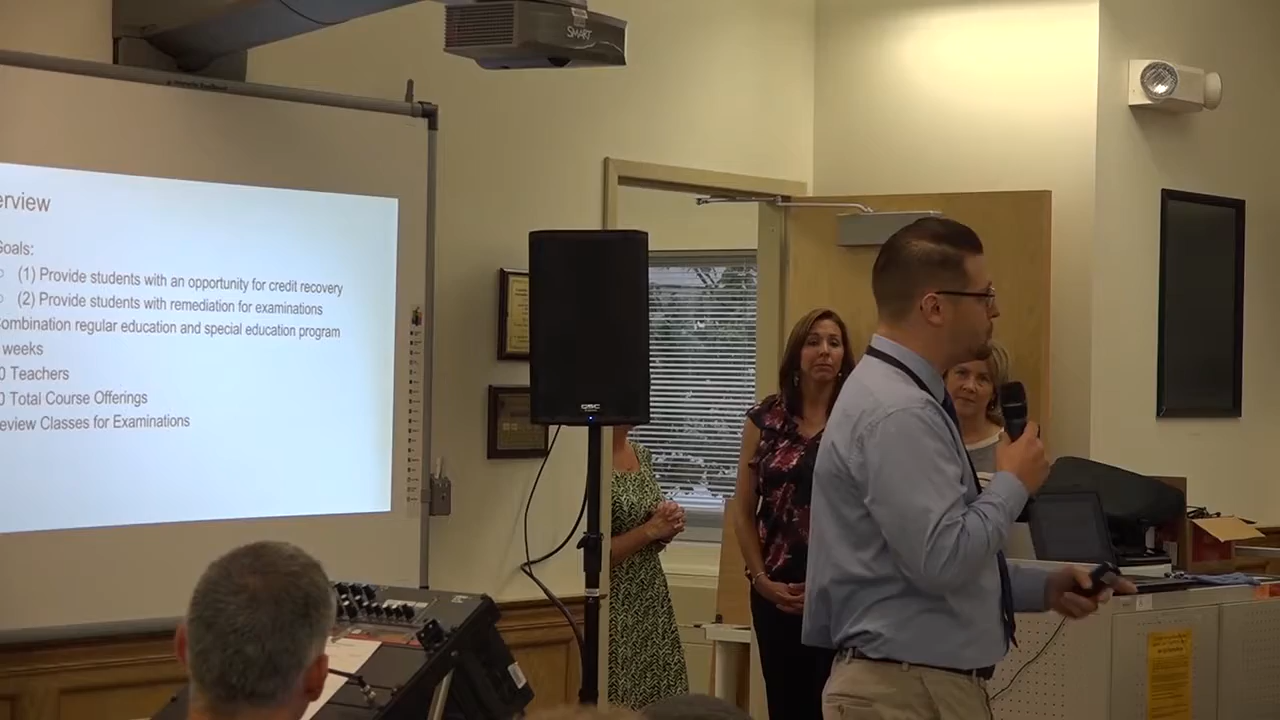 SMART
erview
Goals:
(1) Provide students with an opportunity for credit recovery
(2) Provide students with remediation for examinations
Combination regular education and special education program
weeks
0 Teachers
0 Total Course Offerings
eview Classes for Examinations
QSC